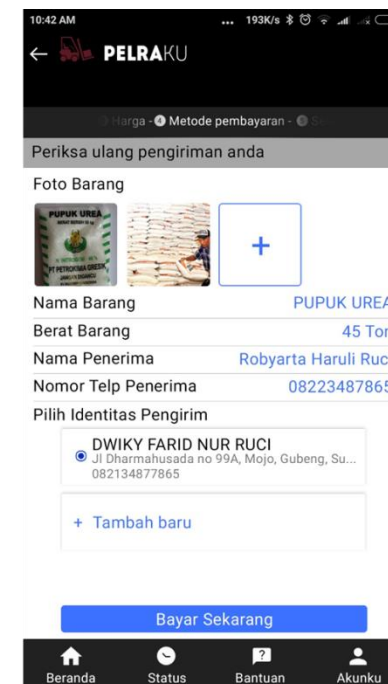 10:42 AM ... 193K/s
PELRAKU
Harga - 4 Metode pembayaran -
Periksa ulang pengiriman anda
Foto Barang
PUPUK UREA
+
Nama Barang PUPUK UREA
Berat Barang 45 Ton
Nama Penerima Robyarta Haruli Ruci
Nomor Telp Penerima 08223487865
Pilih Identitas Pengirim
DWIKY FARID NUR RUCI
Jl Dharmahusada no 99A, Mojo, Gubeng, Su...
082134877865
+ Tambah baru
Bayar Sekarang
Beranda Status Bantuan Akunku